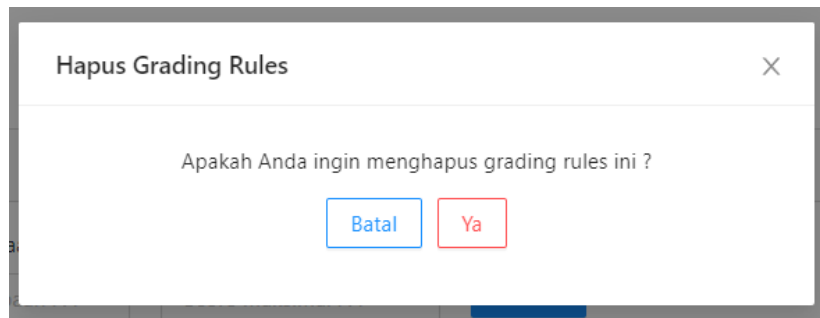 Hapus Grading Rules
Apakah Anda ingin menghapus grading rules ini ?
Batal
Ya